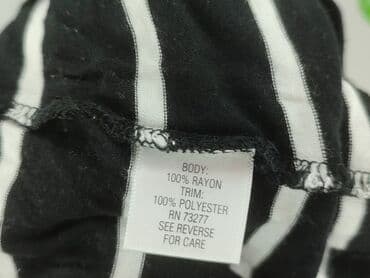 BODY:
100% RAYON
TRIM:
100% POLYESTER
RN 73277
SEE REVERSE
FOR CARE